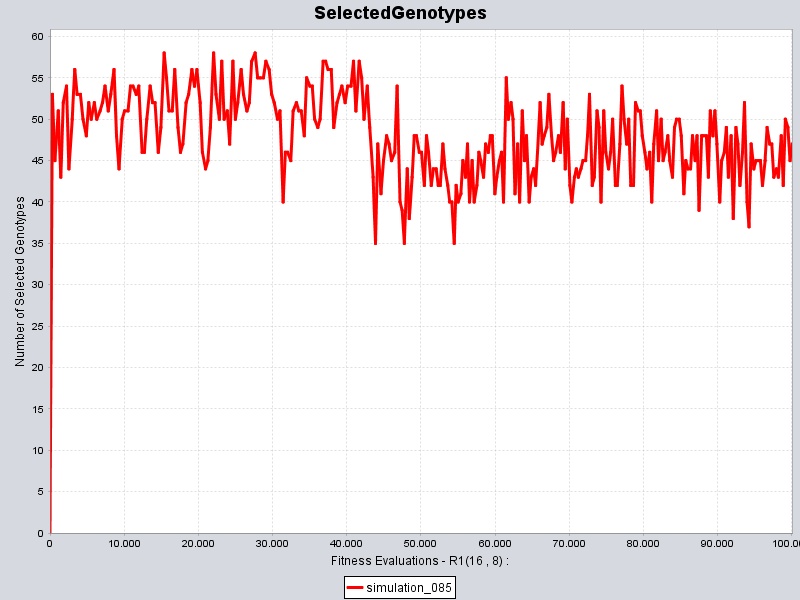 SelectedGenotypes
Number of Selected Genotypes
60
55
50
45
40
35
30
25
20
15
10
5
0
0 10.000 20.000 30.000 40.000 50.000 60.000 70.000 80.000 90.000 100.0
Fitness Evaluations - R1(16 , 8) :
simulation_085